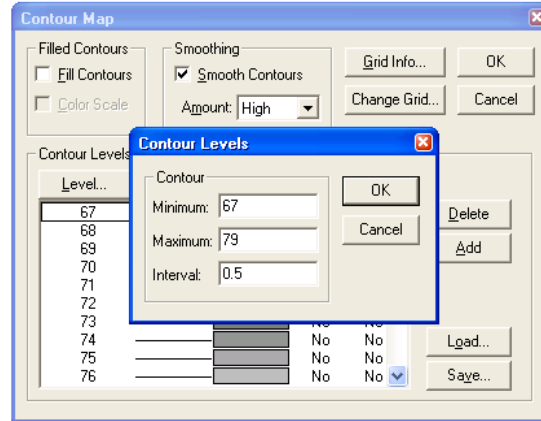 Contour Map
Filled Contours
Fill Contours
Color Scale
Smoothing
Smooth Contours
Amount: High
Grid Info...
OK
Change Grid...
Cancel
Contour Levels
Level...
67
68
69
70
71
72
73 No No
74 No No
75 No No
76 No No
Delete
Add
Load...
Save...
Contour Levels
Contour
Minimum: 67
Maximum: 79
Interval: 0.5
OK
Cancel